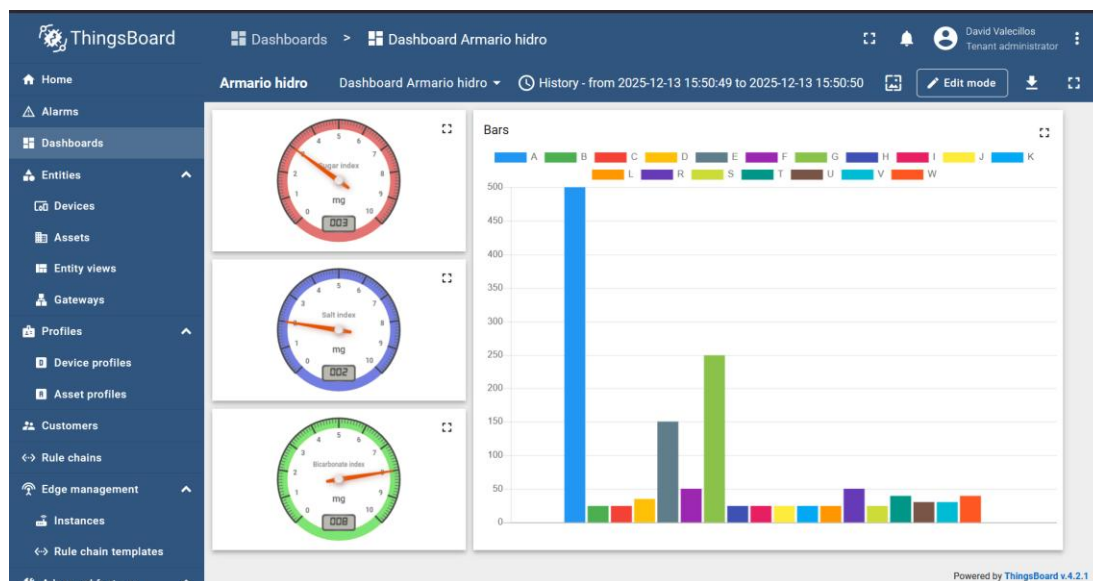 ThingsBoard
Dashboards > Dashboard Armario hidro
David Valecillos
Tenant administrator
Home
Alarms
Dashboards
Entities
Devices
Assets
Entity views
Gateways
Profiles
Device profiles
Asset profiles
Customers
Rule chains
Edge management
Instances
Rule chain templates
Armario hidro
Dashboard Armario hidro
History - from 2025-12-13 15:50:49 to 2025-12-13 15:50:50
Edit mode
Sugar index
0 1 2 3 4 5 6 7 8 9 10
mg
003
Salt index
0 1 2 3 4 5 6 7 8 9 10
mg
002
Bicarbonate index
0 1 2 3 4 5 6 7 8 9 10
mg
008
Bars
A B C D E F G H I J K
L R S T U V W
500
450
400
350
300
250
200
150
100
50
0
Powered by ThingsBoard v.4.2.1